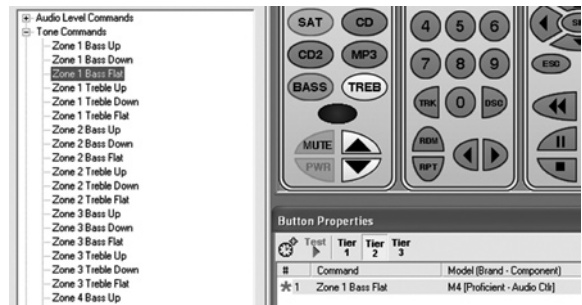 Audio Level Commands
Tone Commands
Zone 1 Bass Up
Zone 1 Bass Down
Zone 1 Bass Flat
Zone 1 Treble Up
Zone 1 Treble Down
Zone 1 Treble Flat
Zone 2 Bass Up
Zone 2 Bass Down
Zone 2 Bass Flat
Zone 2 Treble Up
Zone 2 Treble Down
Zone 2 Treble Flat
Zone 3 Bass Up
Zone 3 Bass Down
Zone 3 Bass Flat
Zone 3 Treble Up
Zone 3 Treble Down
Zone 3 Treble Flat
Zone 4 Bass Up
SAT CD
CD2 MP3
BASS TREB
MUTE
PWR
4 5 6
7 8 9
TRK 0 DSC
RDM
RPT
ESC
Button Properties
Test Tier 1 Tier 2 Tier 3
# Command Model (Brand - Component)
1 Zone 1 Bass Flat M4 [Proficient - Audio Ctlr]